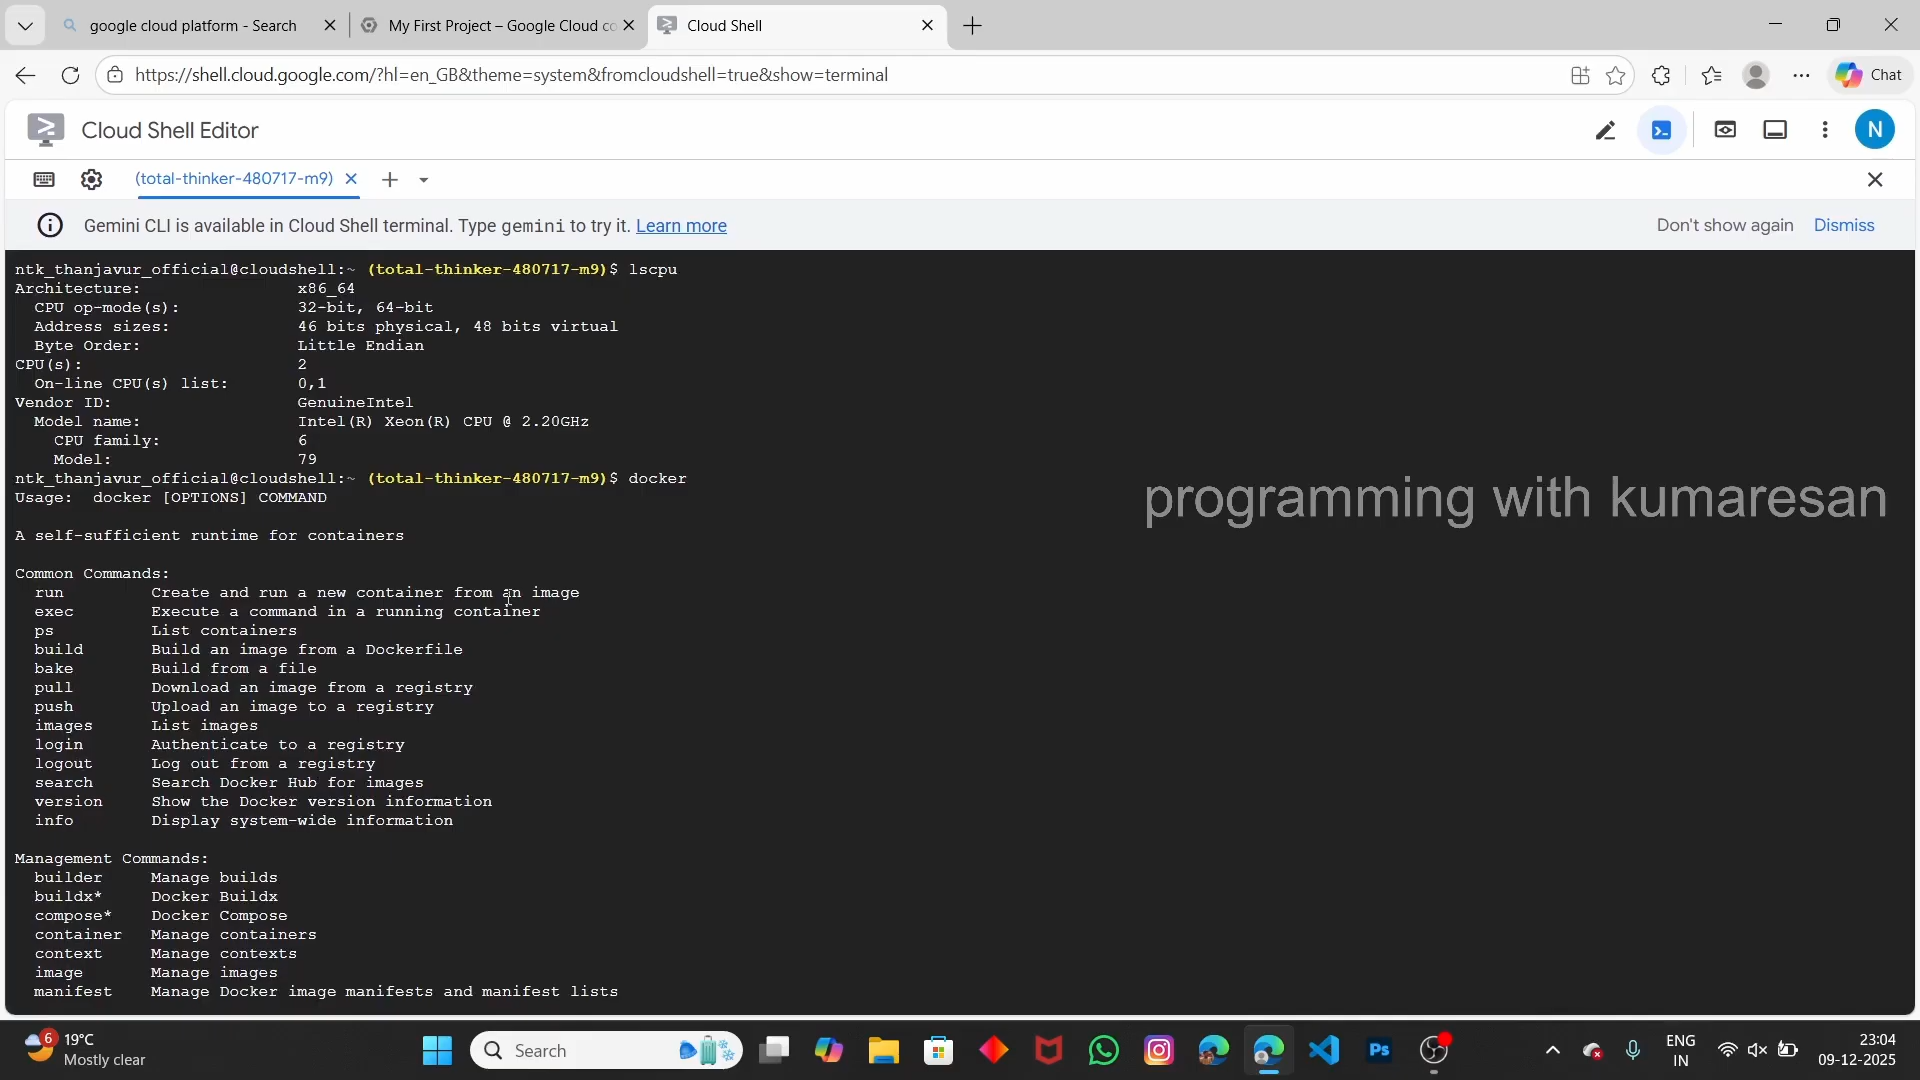 google cloud platform - Search
My First Project – Google Cloud co
Cloud Shell
https://shell.cloud.google.com/?hl=en_GB&theme=system&fromcloudshell=true&show=terminal
Chat
Cloud Shell Editor
N
(total-thinker-480717-m9)
Gemini CLI is available in Cloud Shell terminal. Type gemini to try it. Learn more
Don't show again
Dismiss
ntk_thanjavur_official@cloudshell:~ (total-thinker-480717-m9)$ lscpu
Architecture: x86_64
CPU op-mode(s): 32-bit, 64-bit
Address sizes: 46 bits physical, 48 bits virtual
Byte Order: Little Endian
CPU(s): 2
On-line CPU(s) list: 0,1
Vendor ID: GenuineIntel
Model name: Intel(R) Xeon(R) CPU @ 2.20GHz
CPU family: 6
Model: 79
ntk_thanjavur_official@cloudshell:~ (total-thinker-480717-m9)$ docker
Usage: docker [OPTIONS] COMMAND
programming with kumaresan
A self-sufficient runtime for containers
Common Commands:
run Create and run a new container from an image
exec Execute a command in a running container
ps List containers
build Build an image from a Dockerfile
bake Build from a file
pull Download an image from a registry
push Upload an image to a registry
images List images
login Authenticate to a registry
logout Log out from a registry
search Search Docker Hub for images
version Show the Docker version information
info Display system-wide information
Management Commands:
builder Manage builds
buildx* Docker Buildx
compose* Docker Compose
container Manage containers
context Manage contexts
image Manage images
manifest Manage Docker image manifests and manifest lists
6
19°C
Mostly clear
Search
Ps
ENG
IN
23:04
09-12-2025